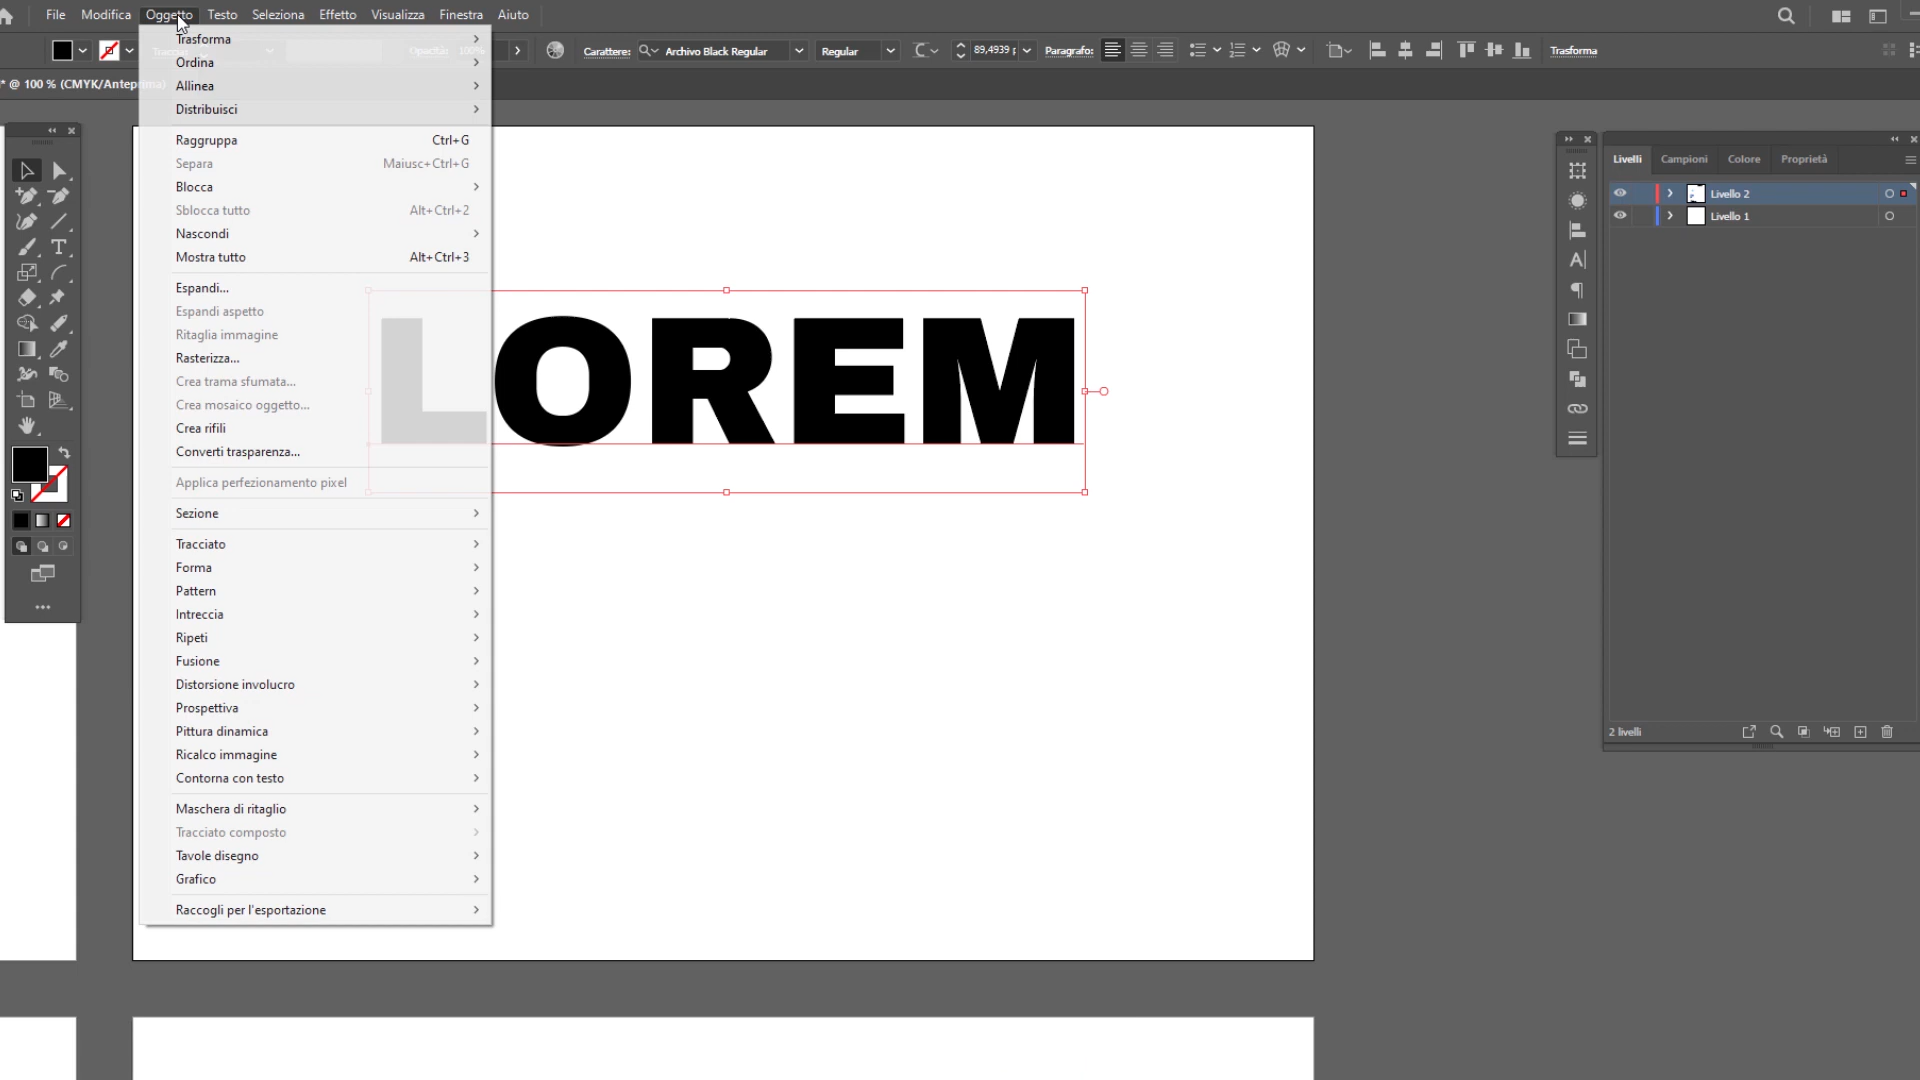 File Modifica Oggetto Testo Seleziona Effetto Visualizza Finestra Aiuto
Opacità: 100% Carattere: Archivo Black Regular Regular 89,4939 Paragrafo: Trasforma
* @ 100 % (CMYK/Anteprima)
Trasforma
Ordina
Allinea
Distribuisci
Raggruppa Ctrl+G
Separa Maiusc+Ctrl+G
Blocca
Sblocca tutto Alt+Ctrl+2
Nascondi
Mostra tutto Alt+Ctrl+3
Espandi...
Espandi aspetto
Ritaglia immagine
Rasterizza...
Crea trama sfumata...
Crea mosaico oggetto...
Crea rifili
Converti trasparenza...
Applica perfezionamento pixel
Sezione
Tracciato
Forma
Pattern
Intreccia
Ripeti
Fusione
Distorsione involucro
Prospettiva
Pittura dinamica
Ricalco immagine
Contorna con testo
Maschera di ritaglio
Tracciato composto
Tavole disegno
Grafico
Raccogli per l'esportazione
LOREM
Livelli Campioni Colore Proprietà
Livello 2
Livello 1
2 livelli